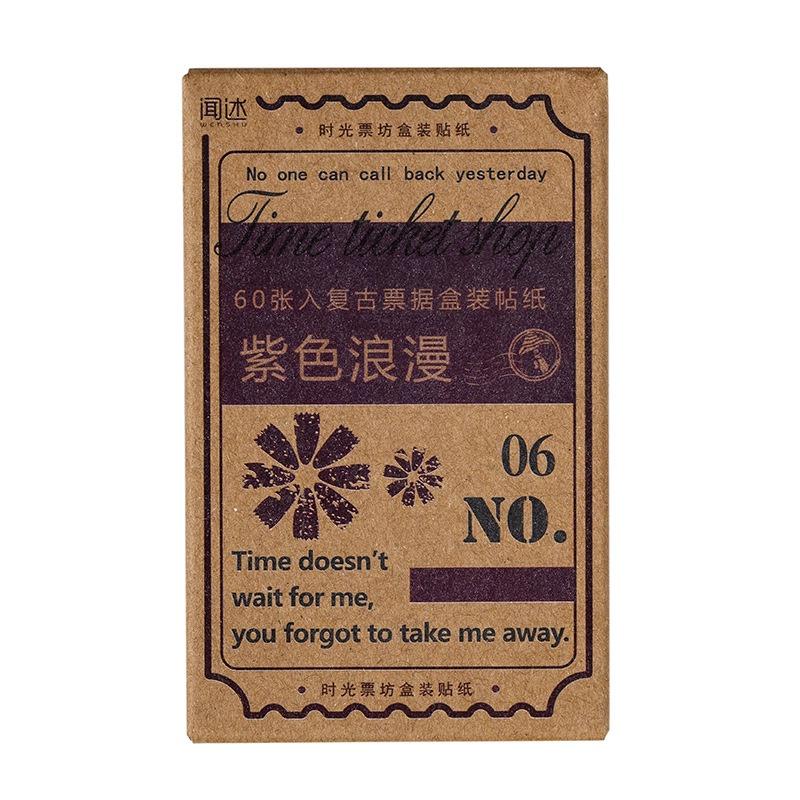 闻述
WENSHU
• 时光票坊盒装贴纸 •
No one can call back yesterday
Time ticket shop
60张入复古票据盒装帖纸
紫色浪漫
06
NO.
Time doesn't
wait for me,
you forgot to take me away.
• 时光票坊盒装贴纸 •